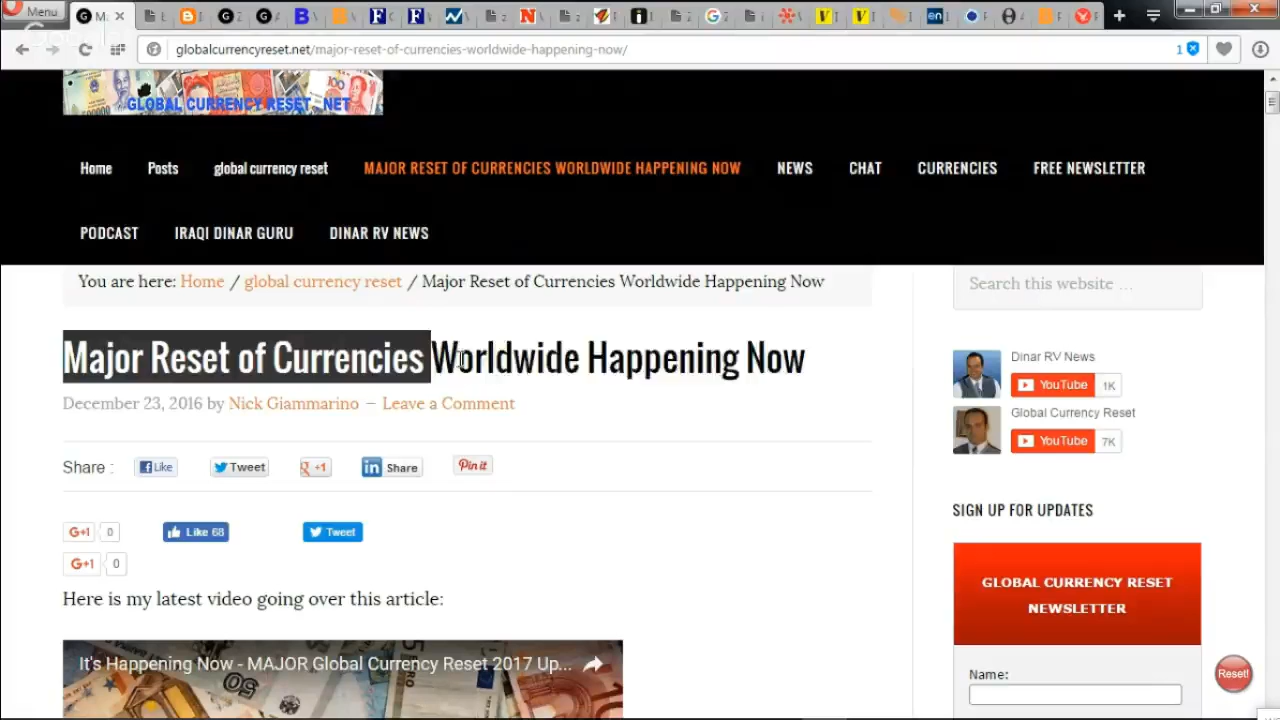 Menu
globalcurrencyreset.net/major-reset-of-currencies-worldwide-happening-now/
1
GLOBAL CURRENCY RESET .NET
Home Posts global currency reset MAJOR RESET OF CURRENCIES WORLDWIDE HAPPENING NOW NEWS CHAT CURRENCIES FREE NEWSLETTER
PODCAST IRAQI DINAR GURU DINAR RV NEWS
You are here: Home / global currency reset / Major Reset of Currencies Worldwide Happening Now
Search this website …
Major Reset of Currencies Worldwide Happening Now
December 23, 2016 by Nick Giammarino — Leave a Comment
Dinar RV News
YouTube 1K
Global Currency Reset
YouTube 7K
Share : Like Tweet +1 Share Pin it
SIGN UP FOR UPDATES
G+1 0 Like 68 Tweet
G+1 0
GLOBAL CURRENCY RESET
NEWSLETTER
Here is my latest video going over this article:
It's Happening Now - MAJOR Global Currency Reset 2017 Up...
Name:
Reset!